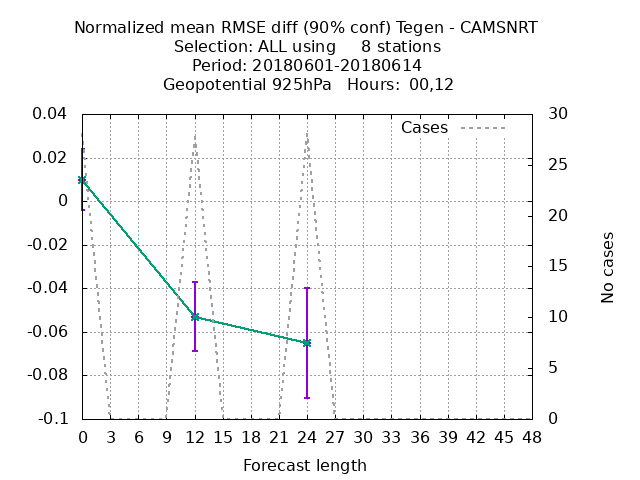 Normalized mean RMSE diff (90% conf) Tegen - CAMSNRT
Selection: ALL using     8 stations
Period: 20180601-20180614
Geopotential 925hPa   Hours:  00,12
Cases
0.04
0.02
0
-0.02
-0.04
-0.06
-0.08
-0.1
30
25
20
15
10
5
0
No cases
0 3 6 9 12 15 18 21 24 27 30 33 36 39 42 45 48
Forecast length